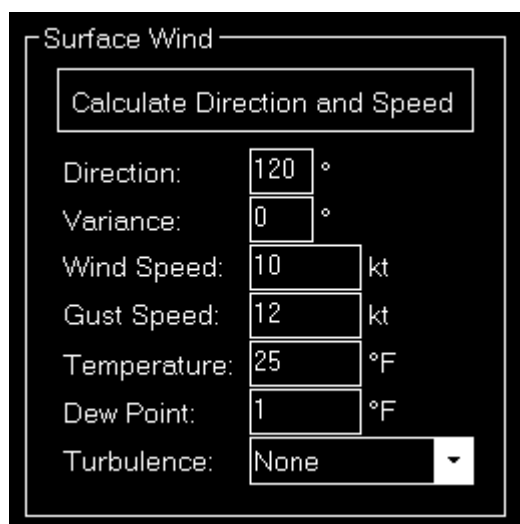 Surface Wind
Calculate Direction and Speed
Direction: 120 °
Variance: 0 °
Wind Speed: 10 kt
Gust Speed: 12 kt
Temperature: 25 °F
Dew Point: 1 °F
Turbulence: None